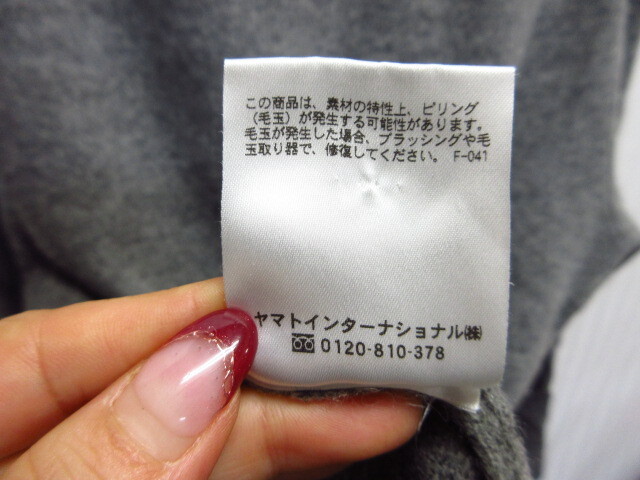 この商品は、素材の特性上、ピリング
（毛玉）が発生する可能性があります。
毛玉が発生した場合、ブラッシングや毛
玉取り器で、修復してください。 F-041
ヤマトインターナショナル㈱
0120-810-378